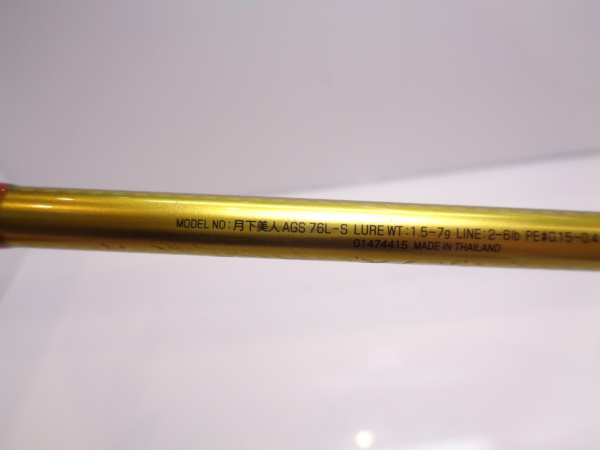 MODEL NO:月下美人 AGS 76L-S LURE WT:1.5-7g LINE:2-6lb PE#0.15-0.4
01474415 MADE IN THAILAND